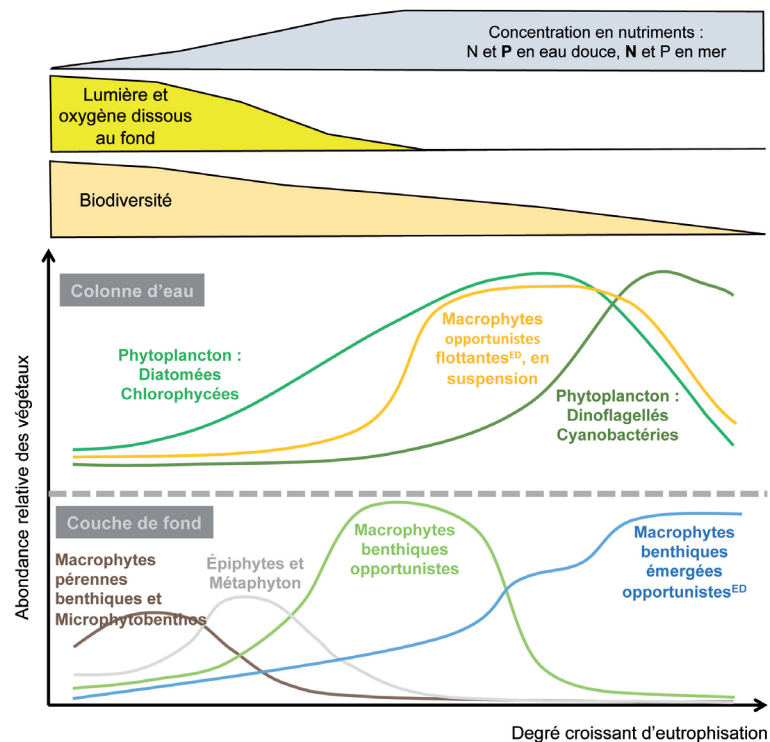 Concentration en nutriments :
N et P en eau douce, N et P en mer
Lumière et
oxygène dissous
au fond
Biodiversité
Colonne d'eau
Phytoplancton :
Diatomées
Chlorophycées
Macrophytes
opportunistes
flottantesᴱᴰ, en
suspension
Phytoplancton :
Dinoflagellés
Cyanobactéries
Abondance relative des végétaux
Couche de fond
Macrophytes
pérennes
benthiques et
Microphytobenthos
Épiphytes et
Métaphyton
Macrophytes
benthiques
opportunistes
Macrophytes
benthiques
émergées
opportunistesᴱᴰ
Degré croissant d'eutrophisation